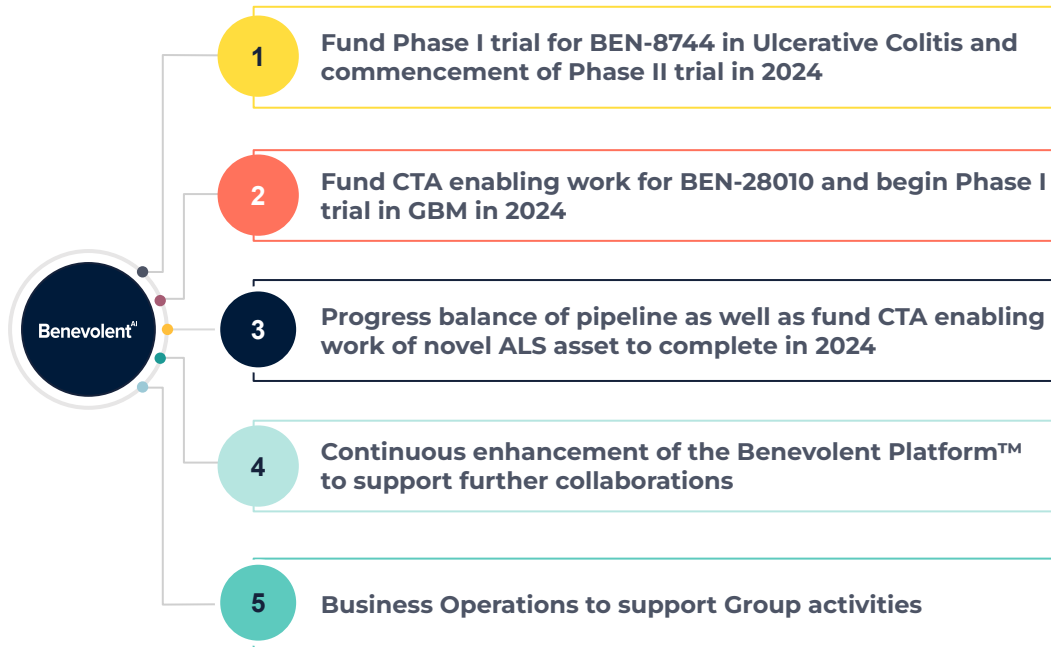 1
Fund Phase I trial for BEN-8744 in Ulcerative Colitis and
commencement of Phase II trial in 2024
2
Fund CTA enabling work for BEN-28010 and begin Phase I
trial in GBM in 2024
Benevolent AI
3
Progress balance of pipeline as well as fund CTA enabling
work of novel ALS asset to complete in 2024
4
Continuous enhancement of the Benevolent Platform™
to support further collaborations
5
Business Operations to support Group activities